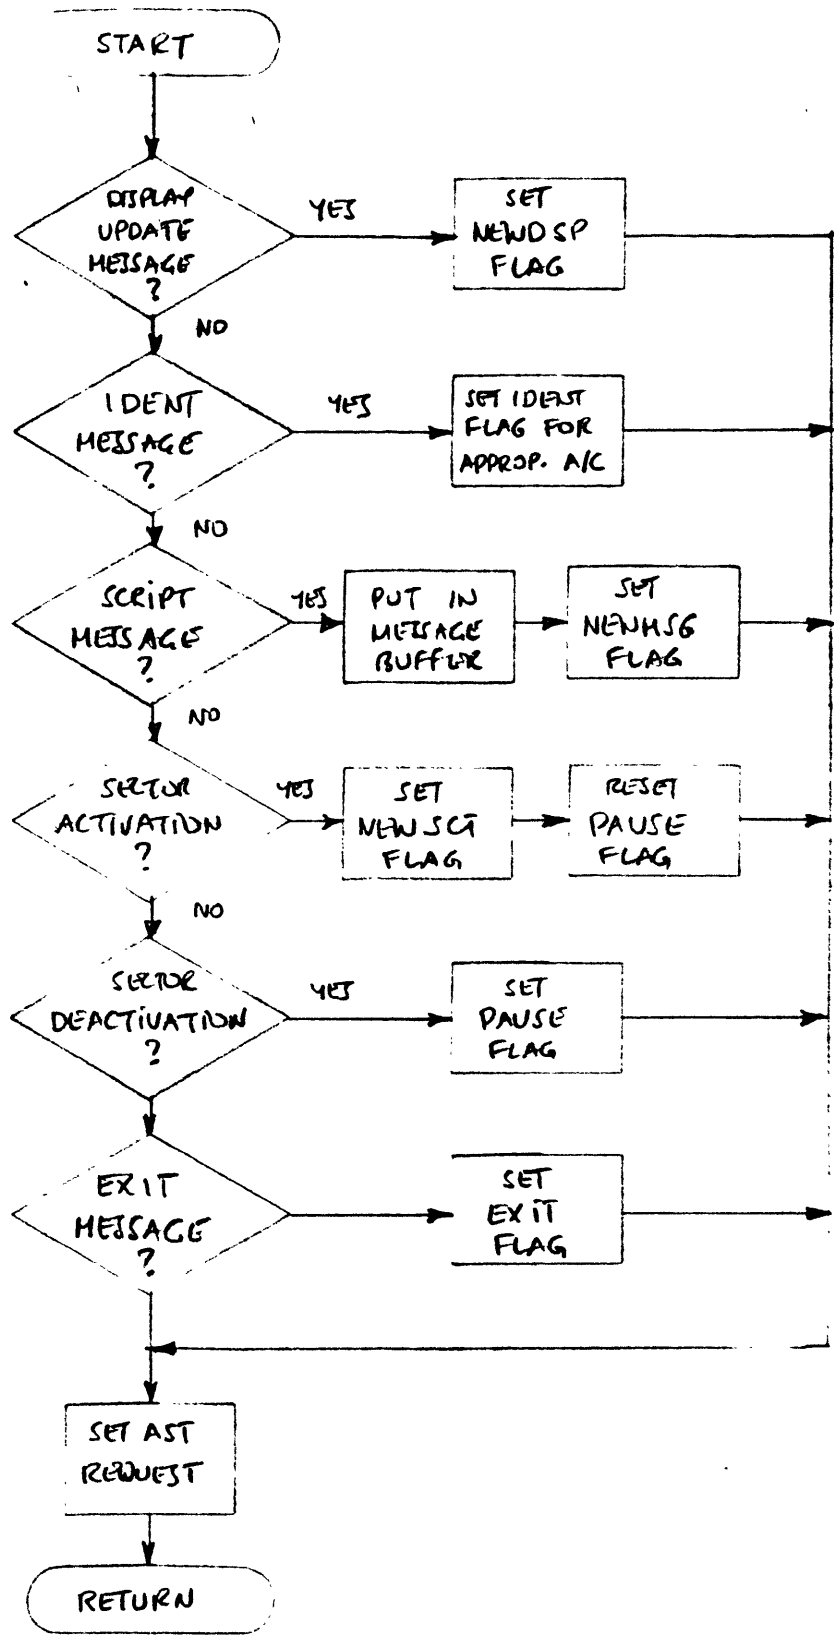 START
DISPLAY
UPDATE
MESSAGE
?
YES
SET
NEWDSP
FLAG
NO
IDENT
MESSAGE
?
YES
SET IDENT
FLAG FOR
APPROP. A/C
NO
SCRIPT
MESSAGE
?
YES
PUT IN
MESSAGE
BUFFER
SET
NEWMSG
FLAG
NO
SECTOR
ACTIVATION
?
YES
SET
NEWSCT
FLAG
RESET
PAUSE
FLAG
NO
SECTOR
DEACTIVATION
?
YES
SET
PAUSE
FLAG
EXIT
MESSAGE
?
SET
EXIT
FLAG
SET AST
REQUEST
RETURN